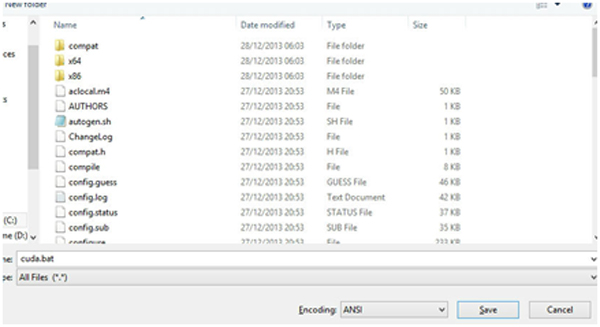 New folder
Name Date modified Type Size
compat 28/12/2013 06:03 File folder
x64 28/12/2013 06:03 File folder
x86 28/12/2013 06:03 File folder
aclocal.m4 27/12/2013 20:53 M4 File 50 KB
AUTHORS 27/12/2013 20:53 File 1 KB
autogen.sh 27/12/2013 20:53 SH File 1 KB
ChangeLog 27/12/2013 20:53 File 1 KB
compat.h 27/12/2013 20:53 H File 1 KB
compile 27/12/2013 20:53 File 8 KB
config.guess 27/12/2013 20:53 GUESS File 46 KB
config.log 27/12/2013 20:53 Text Document 42 KB
config.status 27/12/2013 20:53 STATUS File 37 KB
config.sub 27/12/2013 20:53 SUB File 35 KB
configure 27/12/2013 20:53 File 233 KB
ces
s
(C:)
me (D:)
me: cuda.bat
pe: All Files (*.*)
Encoding: ANSI Save Cancel